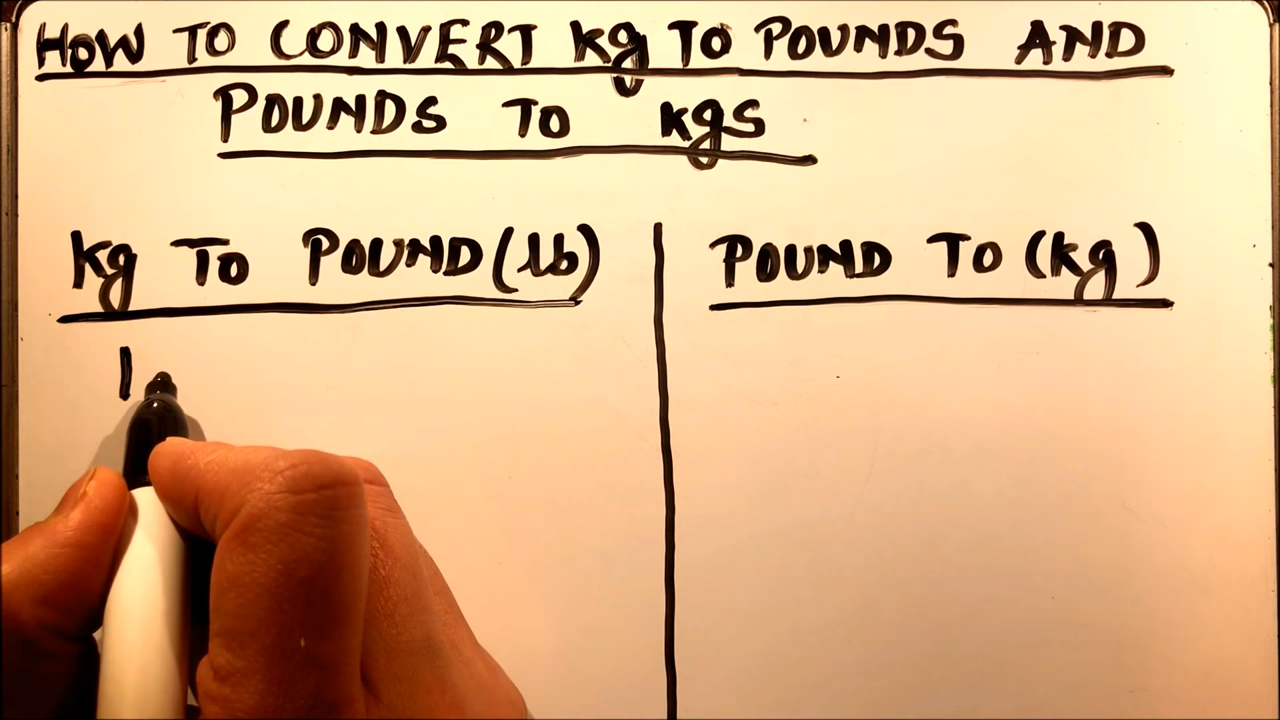 HOW TO CONVERT kg TO POUNDS AND
POUNDS TO kgs
kg TO POUND (lb)
POUND TO (kg)
1